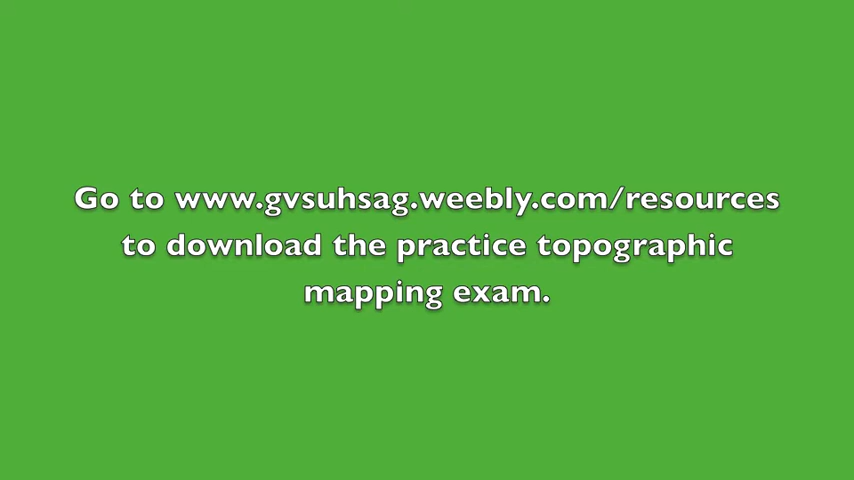 Go to www.gvsuhsag.weebly.com/resources
to download the practice topographic
mapping exam.